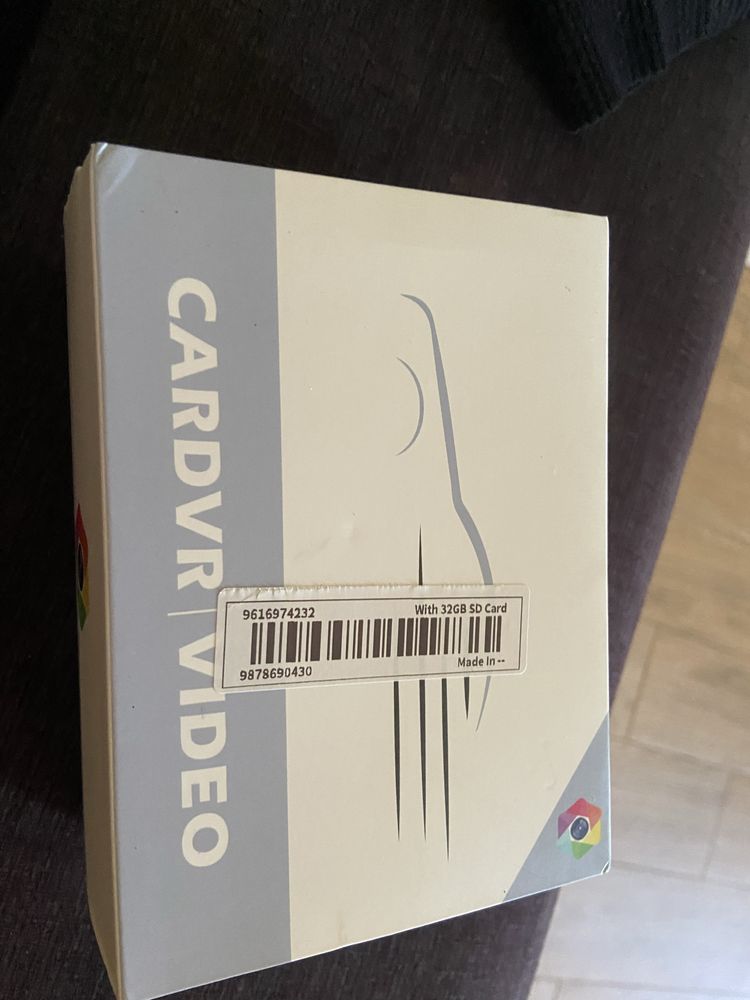 CARDVR | VIDEO
9616974232
With 32GB SD Card
9878690430
Made In --